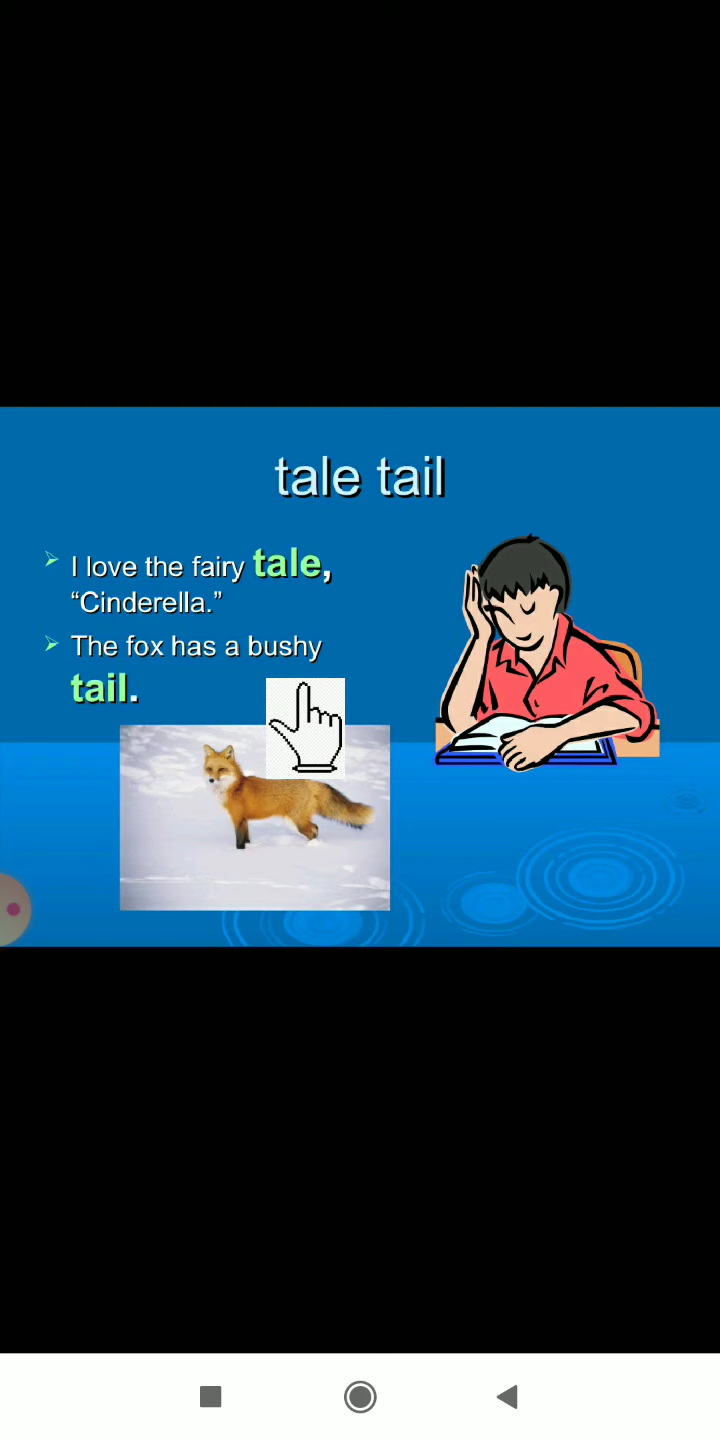 tale tail
I love the fairy tale,
“Cinderella.”
The fox has a bushy
tail.